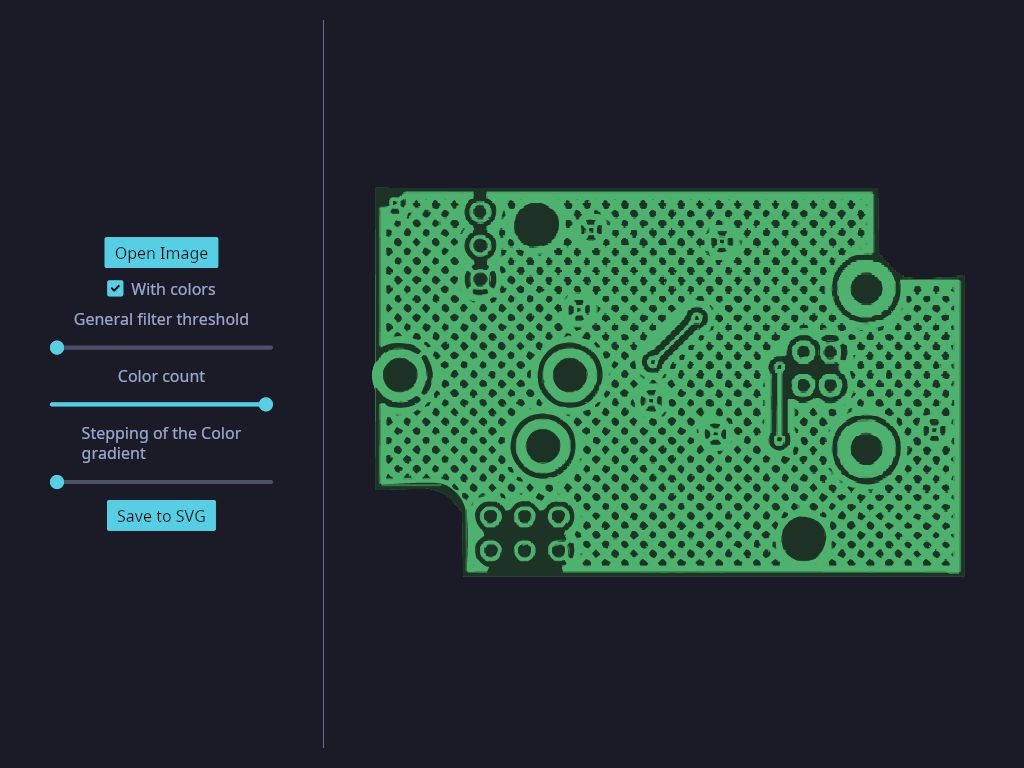 Open Image
With colors
General filter threshold
Color count
Stepping of the Color
gradient
Save to SVG